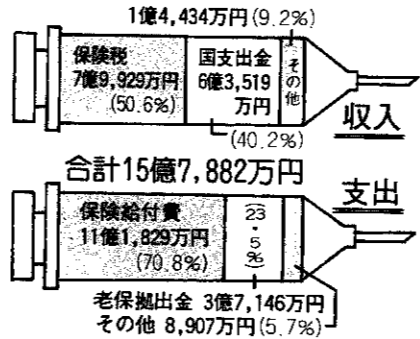 1億4,434万円(9.2%)
保険税
7億9,929万円
(50.6%)
国支出金
6億3,519
万円
(40.2%)
その他
収入
合計15億7,882万円
支出
保険給付費
11億1,829万円
(70.8%)
(23・5%)
老保拠出金 3億7,146万円
その他 8,907万円(5.7%)